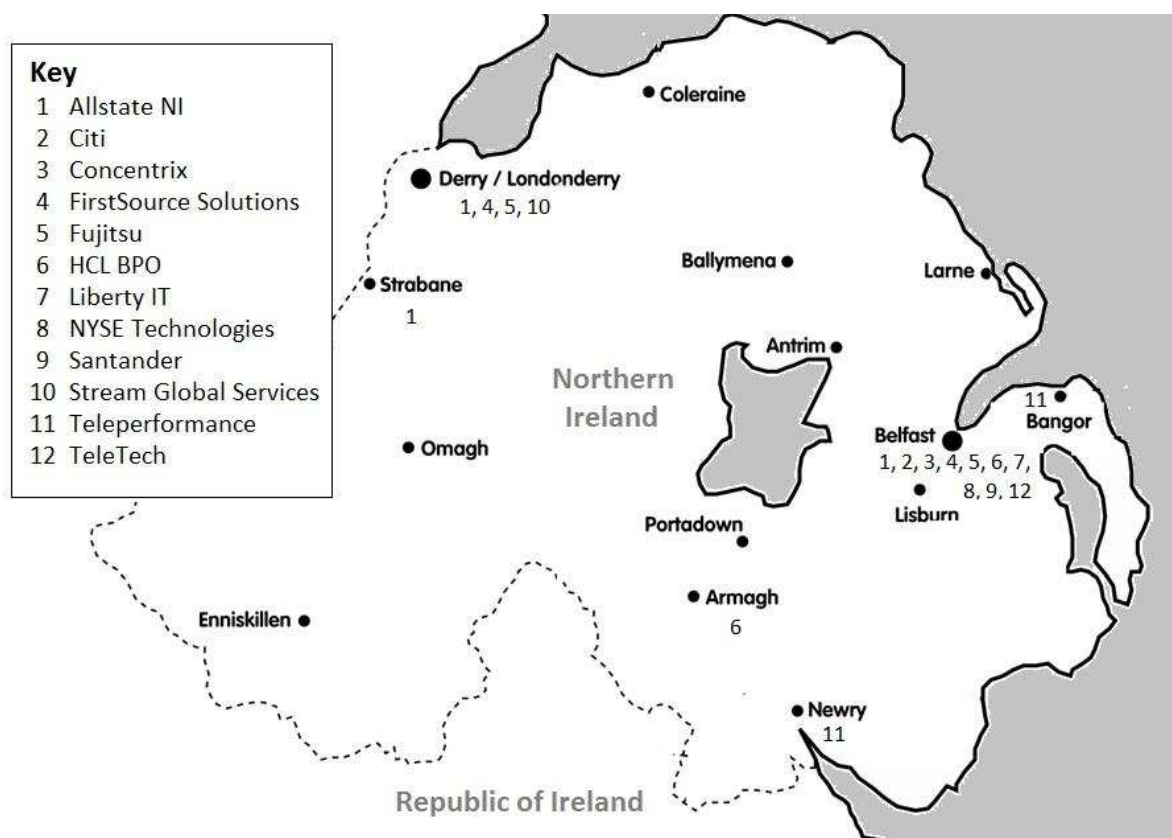 Key
1 Allstate NI
2 Citi
3 Concentrix
4 FirstSource Solutions
5 Fujitsu
6 HCL BPO
7 Liberty IT
8 NYSE Technologies
9 Santander
10 Stream Global Services
11 Teleperformance
12 TeleTech
Coleraine
Derry / Londonderry
1, 4, 5, 10
Ballymena
Larne
Strabane
1
Antrim
Northern
Ireland
11
Bangor
Belfast
1, 2, 3, 4, 5, 6, 7,
8, 9, 12
Omagh
Lisburn
Portadown
Armagh
6
Enniskillen
Newry
11
Republic of Ireland